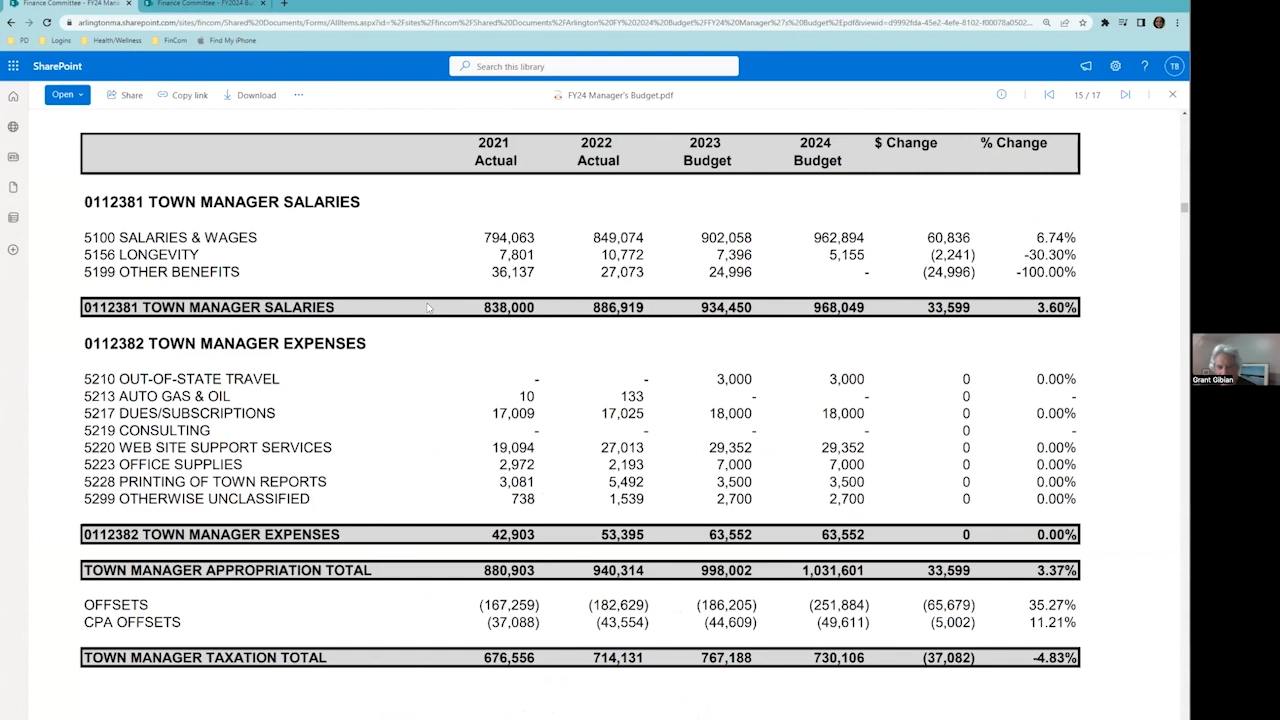 Finance Committee - FY24 Mana
Finance Committee - FY2024 Bu
arlingtonma.sharepoint.com/sites/fincom/Shared%20Documents/Forms/AllItems.aspx?id=%2Fsites%2Ffincom%2FShared%20Documents%2FArlington%20FY%202024%20Budget%2FFY24%20Manager%27s%20Budget%2Epdf&viewid=d9992fda-45e2-4efe-8102-f00078a0502...
PD Logins Health/Wellness FinCom Find My iPhone
SharePoint
Search this library
TB
Open Share Copy link Download ... FY24 Manager's Budget.pdf 15 / 17
2021 2022 2023 2024 $ Change % Change
Actual Actual Budget Budget
0112381 TOWN MANAGER SALARIES
5100 SALARIES & WAGES 794,063 849,074 902,058 962,894 60,836 6.74%
5156 LONGEVITY 7,801 10,772 7,396 5,155 (2,241) -30.30%
5199 OTHER BENEFITS 36,137 27,073 24,996 - (24,996) -100.00%
0112381 TOWN MANAGER SALARIES 838,000 886,919 934,450 968,049 33,599 3.60%
0112382 TOWN MANAGER EXPENSES
5210 OUT-OF-STATE TRAVEL - - 3,000 3,000 0 0.00%
5213 AUTO GAS & OIL 10 133 - - 0 -
5217 DUES/SUBSCRIPTIONS 17,009 17,025 18,000 18,000 0 0.00%
5219 CONSULTING - - - - 0 -
5220 WEB SITE SUPPORT SERVICES 19,094 27,013 29,352 29,352 0 0.00%
5223 OFFICE SUPPLIES 2,972 2,193 7,000 7,000 0 0.00%
5228 PRINTING OF TOWN REPORTS 3,081 5,492 3,500 3,500 0 0.00%
5299 OTHERWISE UNCLASSIFIED 738 1,539 2,700 2,700 0 0.00%
0112382 TOWN MANAGER EXPENSES 42,903 53,395 63,552 63,552 0 0.00%
TOWN MANAGER APPROPRIATION TOTAL 880,903 940,314 998,002 1,031,601 33,599 3.37%
OFFSETS (167,259) (182,629) (186,205) (251,884) (65,679) 35.27%
CPA OFFSETS (37,088) (43,554) (44,609) (49,611) (5,002) 11.21%
TOWN MANAGER TAXATION TOTAL 676,556 714,131 767,188 730,106 (37,082) -4.83%
Grant Gibian